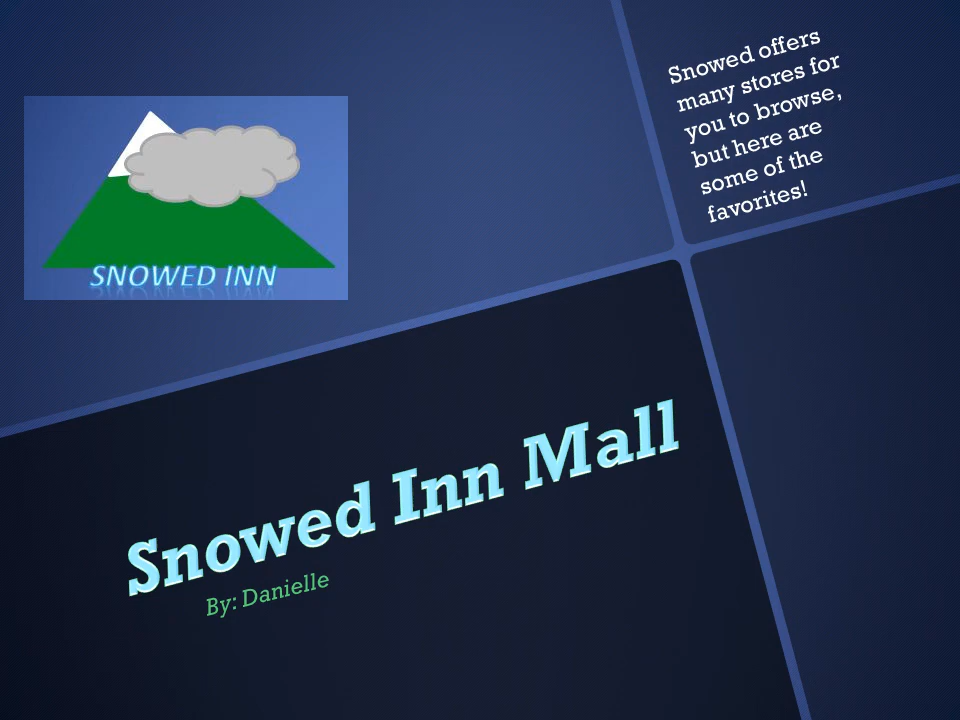 Snowed offers
many stores for
you to browse,
but here are
some of the
favorites!
SNOWED INN
Snowed Inn Mall
By: Danielle